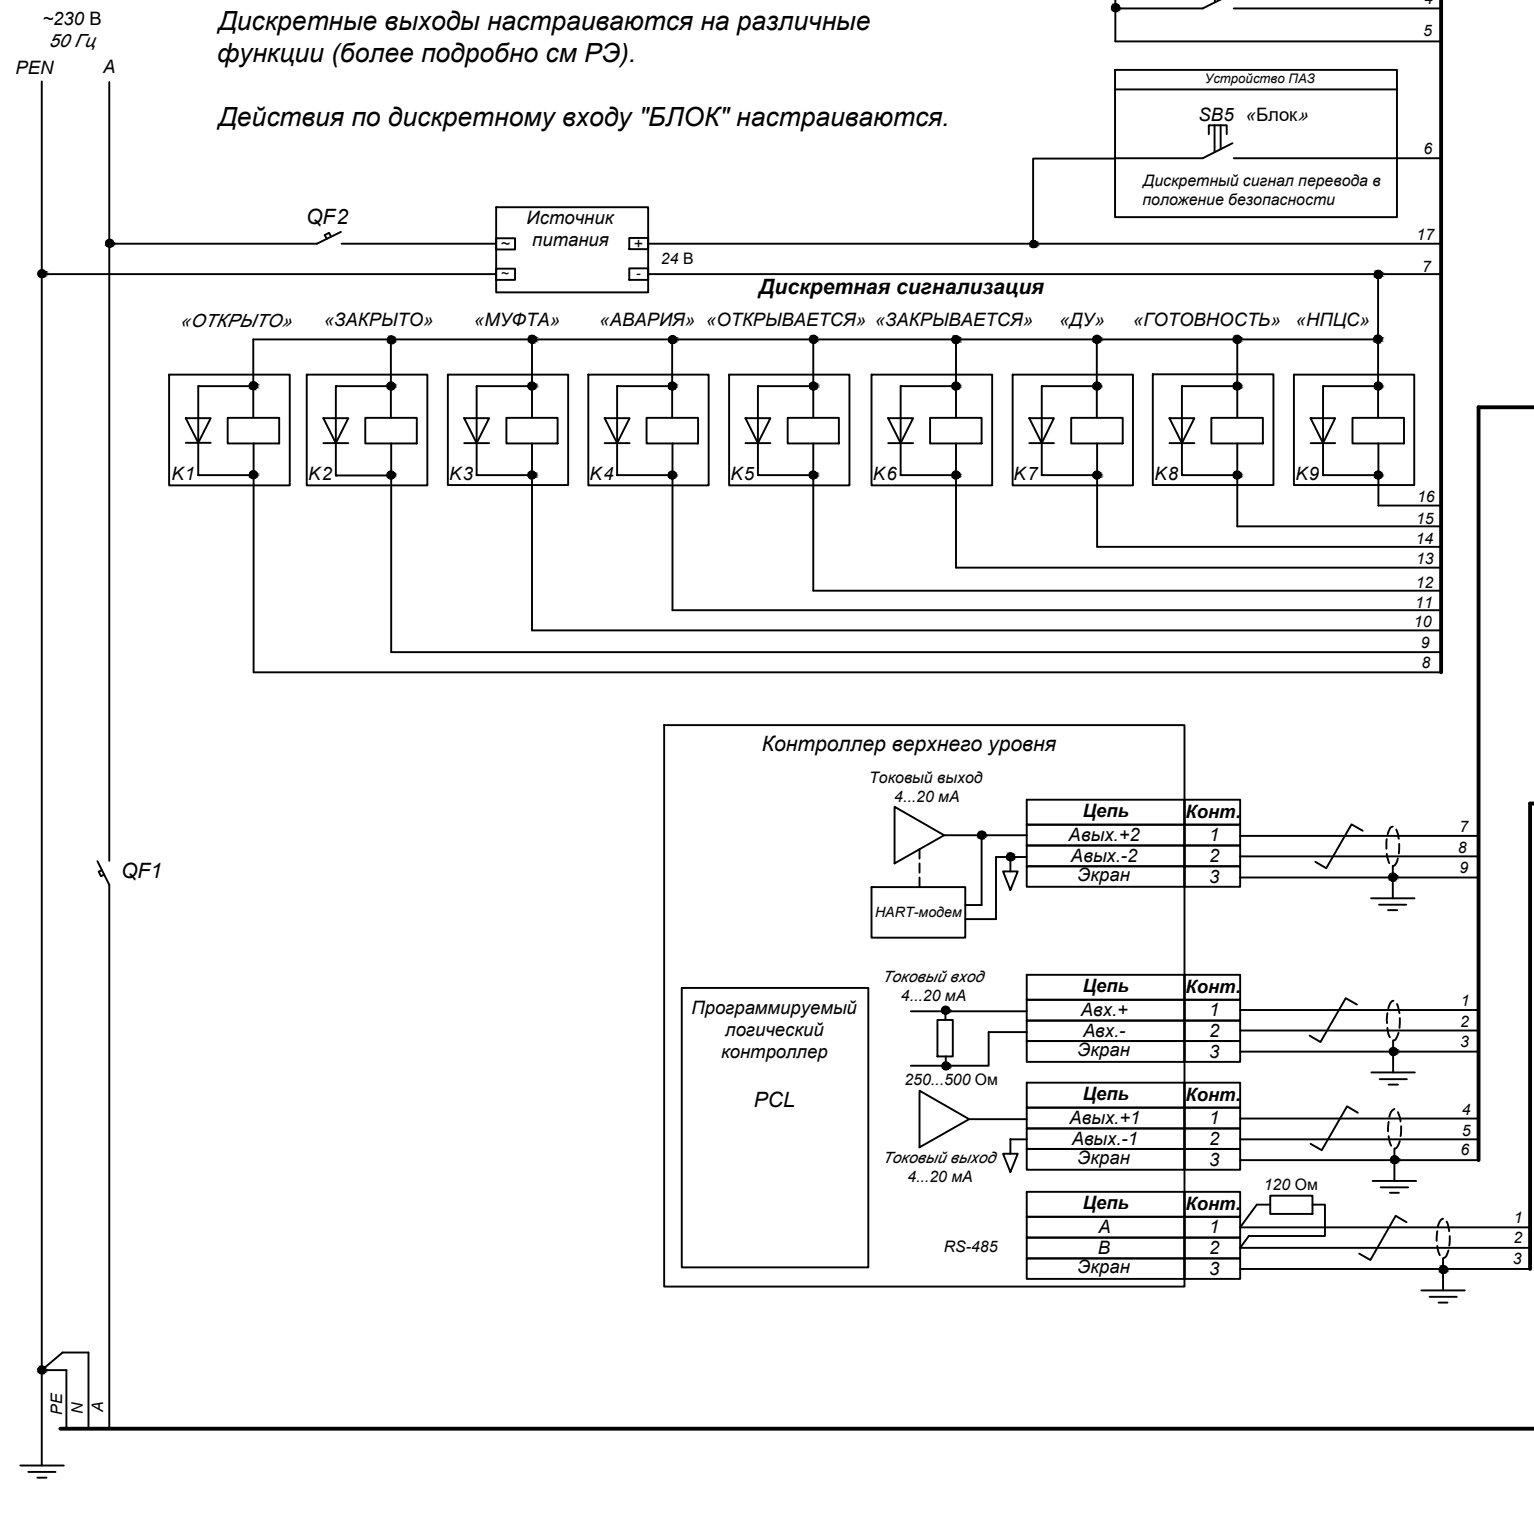 ~230 В
50 Гц
PEN
A
Дискретные выходы настраиваются на различные
функции (более подробно см РЭ).
Действия по дискретному входу "БЛОК" настраиваются.
5
Устройство ПАЗ
SB5 «Блок»
6
Дискретный сигнал перевода в
положение безопасности
QF2
Источник
питания
~
~
+
-
24 В
17
7
Дискретная сигнализация
«ОТКРЫТО» «ЗАКРЫТО» «МУФТА» «АВАРИЯ» «ОТКРЫВАЕТСЯ» «ЗАКРЫВАЕТСЯ» «ДУ» «ГОТОВНОСТЬ» «НПЦС»
K1 K2 K3 K4 K5 K6 K7 K8 K9
16
15
14
13
12
11
10
9
8
QF1
Контроллер верхнего уровня
Токовый выход
4...20 мА
HART-модем
Цепь Конт.
Авых.+2 1
Авых.-2 2
Экран 3
7
8
9
Программируемый
логический
контроллер
PCL
Токовый вход
4...20 мА
250...500 Ом
Цепь Конт.
Авх.+ 1
Авх.- 2
Экран 3
1
2
3
Токовый выход
4...20 мА
Цепь Конт.
Авых.+1 1
Авых.-1 2
Экран 3
4
5
6
RS-485
Цепь Конт.
A 1
B 2
Экран 3
120 Ом
1
2
3
PE
N
A